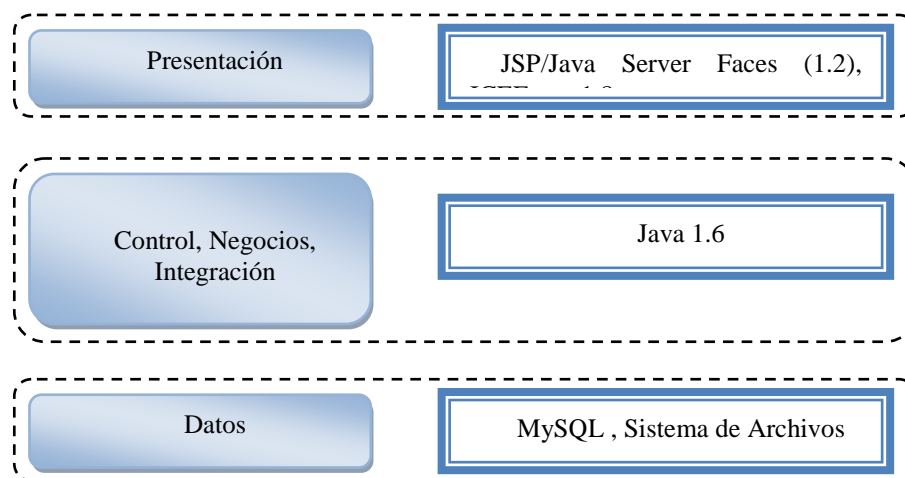 Presentación
JSP/Java Server Faces (1.2),
Control, Negocios,
Integración
Java 1.6
Datos
MySQL , Sistema de Archivos